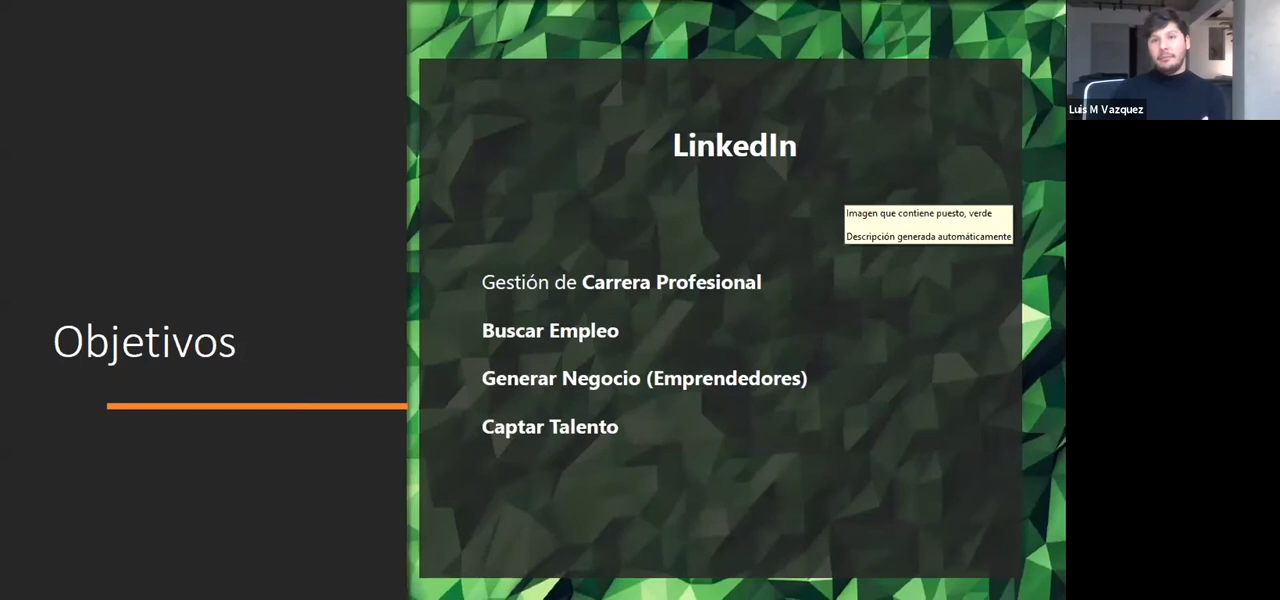 Objetivos
LinkedIn
Imagen que contiene puesto, verde
Descripción generada automáticamente
Gestión de Carrera Profesional
Buscar Empleo
Generar Negocio (Emprendedores)
Captar Talento
Luis M Vazquez